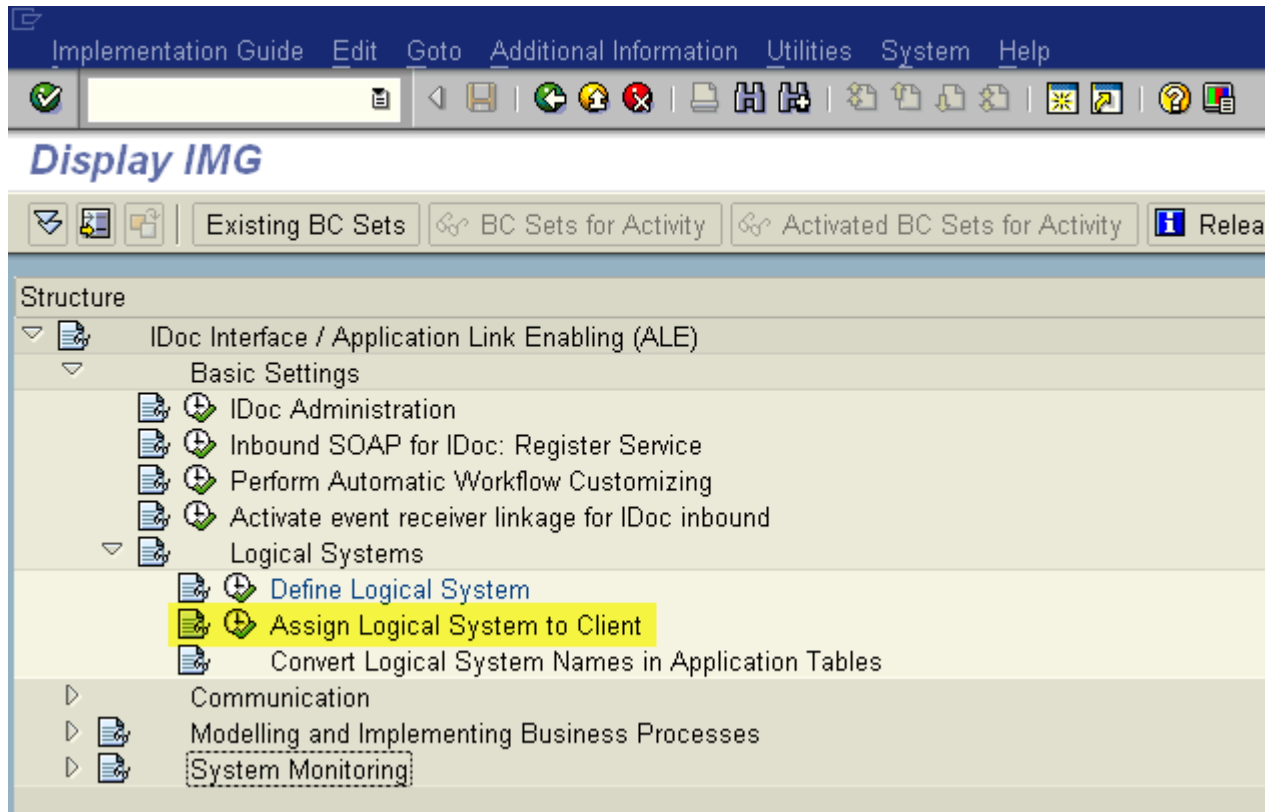 Implementation Guide Edit Goto Additional Information Utilities System Help
Display IMG
Existing BC Sets BC Sets for Activity Activated BC Sets for Activity Relea
Structure
IDoc Interface / Application Link Enabling (ALE)
Basic Settings
IDoc Administration
Inbound SOAP for IDoc: Register Service
Perform Automatic Workflow Customizing
Activate event receiver linkage for IDoc inbound
Logical Systems
Define Logical System
Assign Logical System to Client
Convert Logical System Names in Application Tables
Communication
Modelling and Implementing Business Processes
System Monitoring